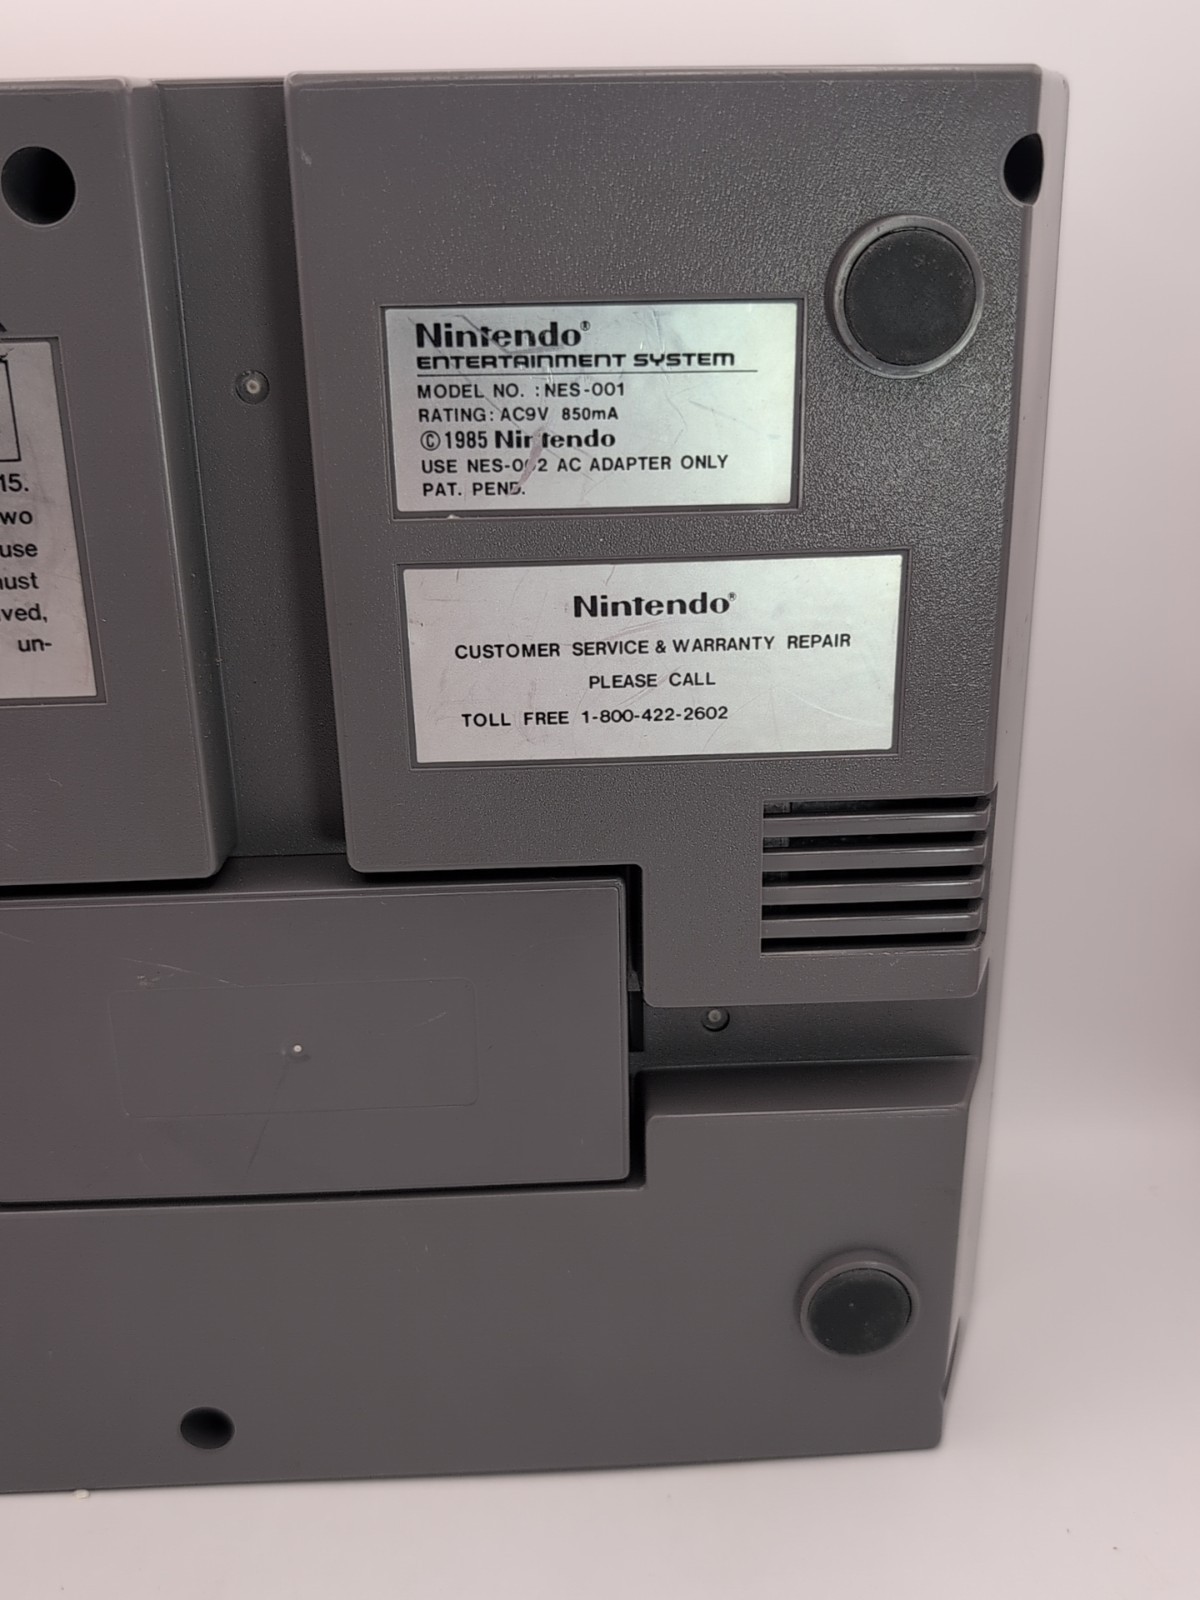 15.
wo
use
ust
ved,
un-
Nintendo®
ENTERTAINMENT SYSTEM
MODEL NO. : NES-001
RATING: AC9V 850mA
©1985 Nintendo
USE NES-002 AC ADAPTER ONLY
PAT. PEND.
Nintendo®
CUSTOMER SERVICE & WARRANTY REPAIR
PLEASE CALL
TOLL FREE 1-800-422-2602